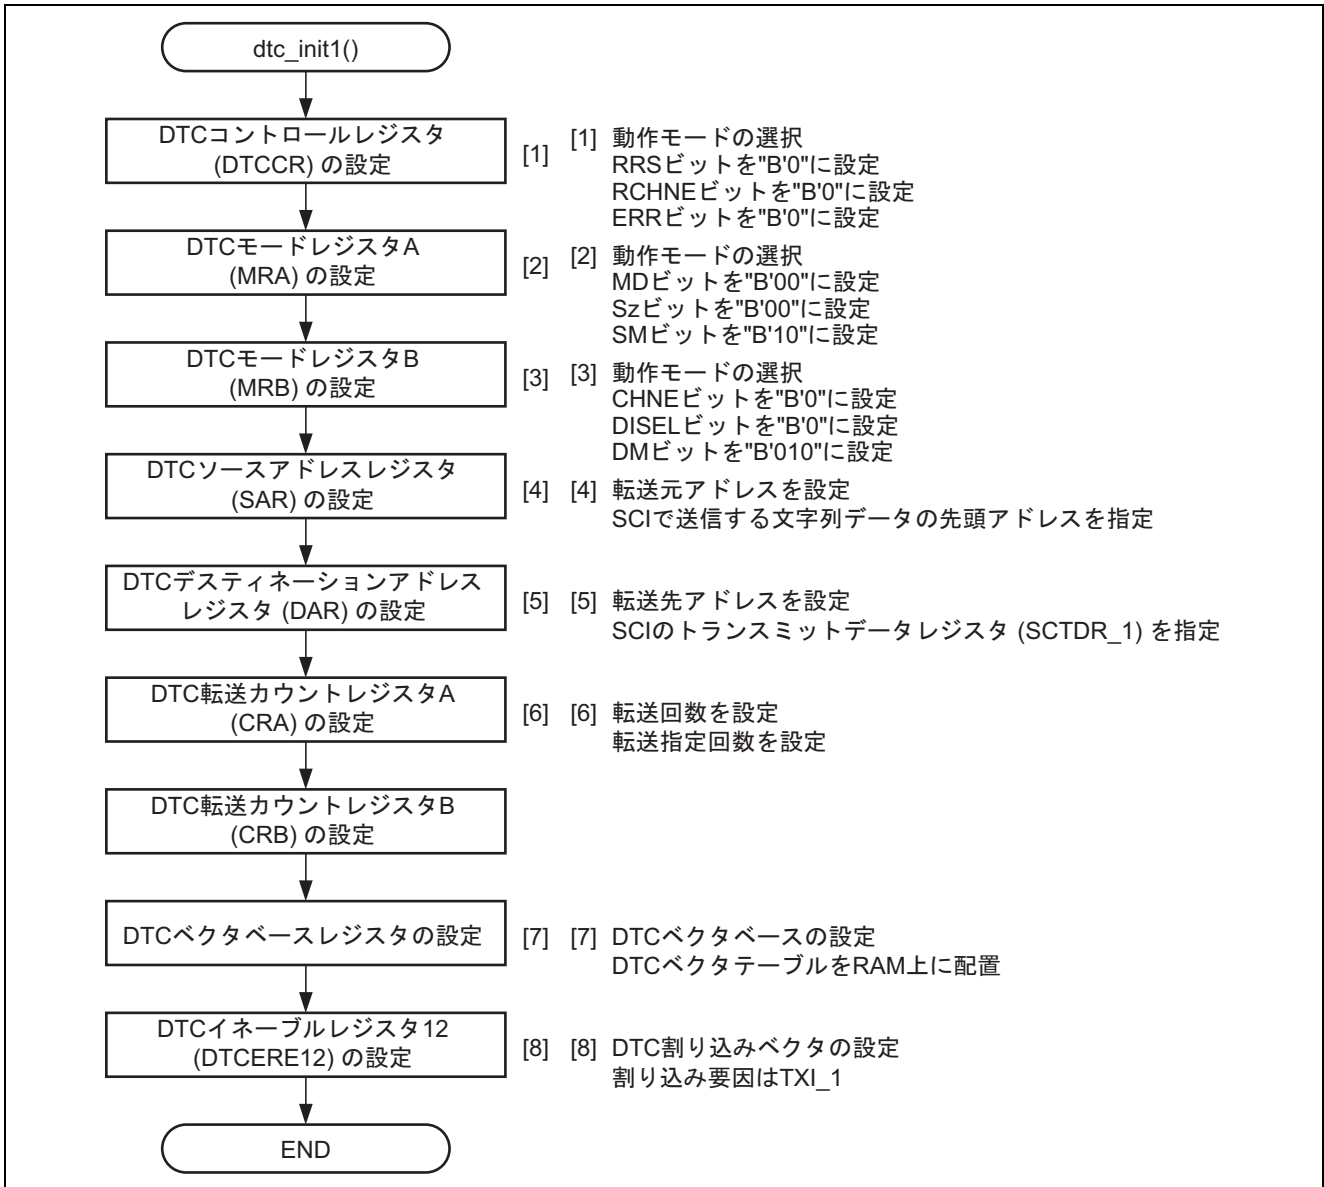 dtc_init1()
DTCコントロールレジスタ
(DTCCR) の設定
[1]
[1] 動作モードの選択
RRSビットを"B'0"に設定
RCHNEビットを"B'0"に設定
ERRビットを"B'0"に設定
DTCモードレジスタA
(MRA) の設定
[2]
[2] 動作モードの選択
MDビットを"B'00"に設定
Szビットを"B'00"に設定
SMビットを"B'10"に設定
DTCモードレジスタB
(MRB) の設定
[3]
[3] 動作モードの選択
CHNEビットを"B'0"に設定
DISELビットを"B'0"に設定
DMビットを"B'010"に設定
DTCソースアドレスレジスタ
(SAR) の設定
[4]
[4] 転送元アドレスを設定
SCIで送信する文字列データの先頭アドレスを指定
DTCデスティネーションアドレス
レジスタ (DAR) の設定
[5]
[5] 転送先アドレスを設定
SCIのトランスミットデータレジスタ (SCTDR_1) を指定
DTC転送カウントレジスタA
(CRA) の設定
[6]
[6] 転送回数を設定
転送指定回数を設定
DTC転送カウントレジスタB
(CRB) の設定
DTCベクタベースレジスタの設定
[7]
[7] DTCベクタベースの設定
DTCベクタテーブルをRAM上に配置
DTCイネーブルレジスタ12
(DTCERE12) の設定
[8]
[8] DTC割り込みベクタの設定
割り込み要因はTXI_1
END